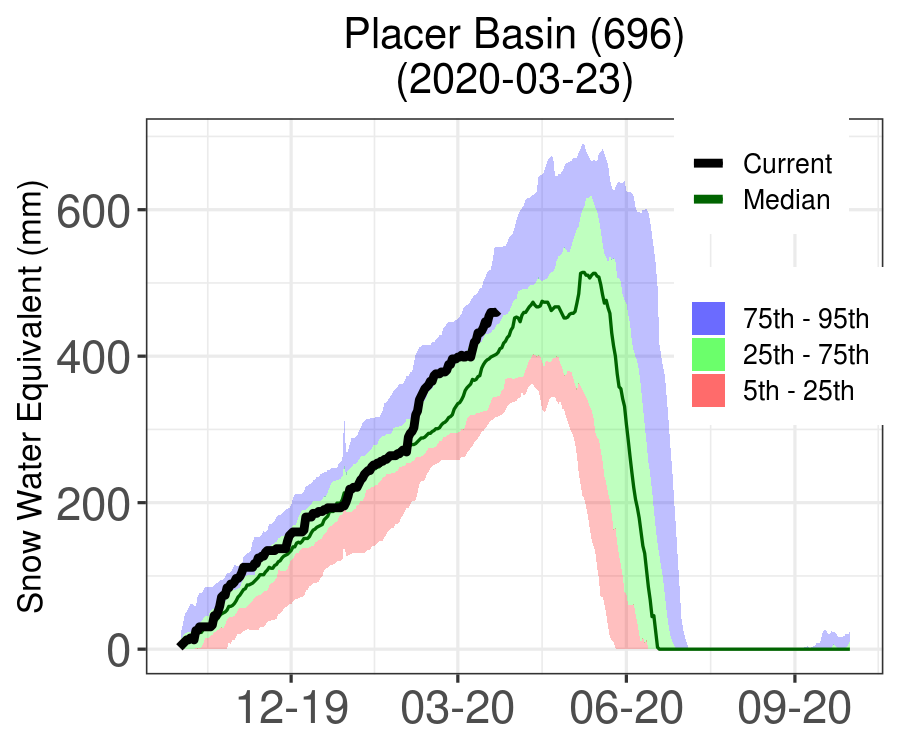 Placer Basin (696)
(2020-03-23)
Snow Water Equivalent (mm)
600
400
200
0
12-19
03-20
06-20
09-20
Current
Median
75th - 95th
25th - 75th
5th - 25th